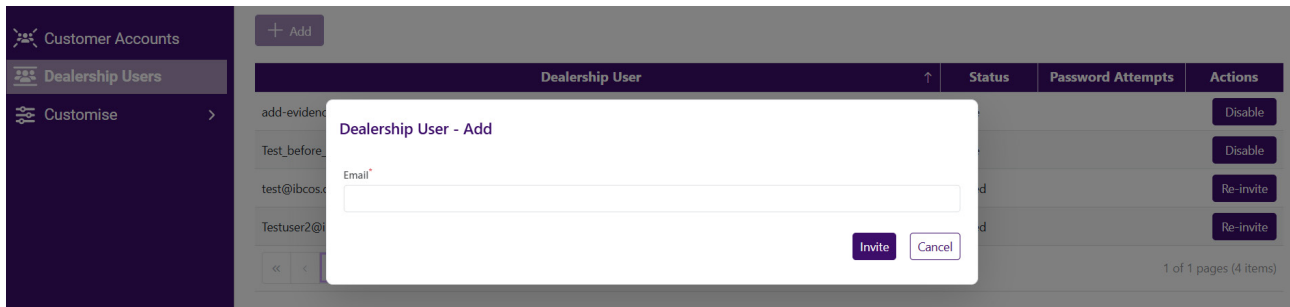 Customer Accounts
Dealership Users
Customise
+ Add
Dealership User ↑ Status Password Attempts Actions
Disable
Disable
Re-invite
Re-invite
Dealership User - Add
Email*
Invite Cancel
1 of 1 pages (4 items)